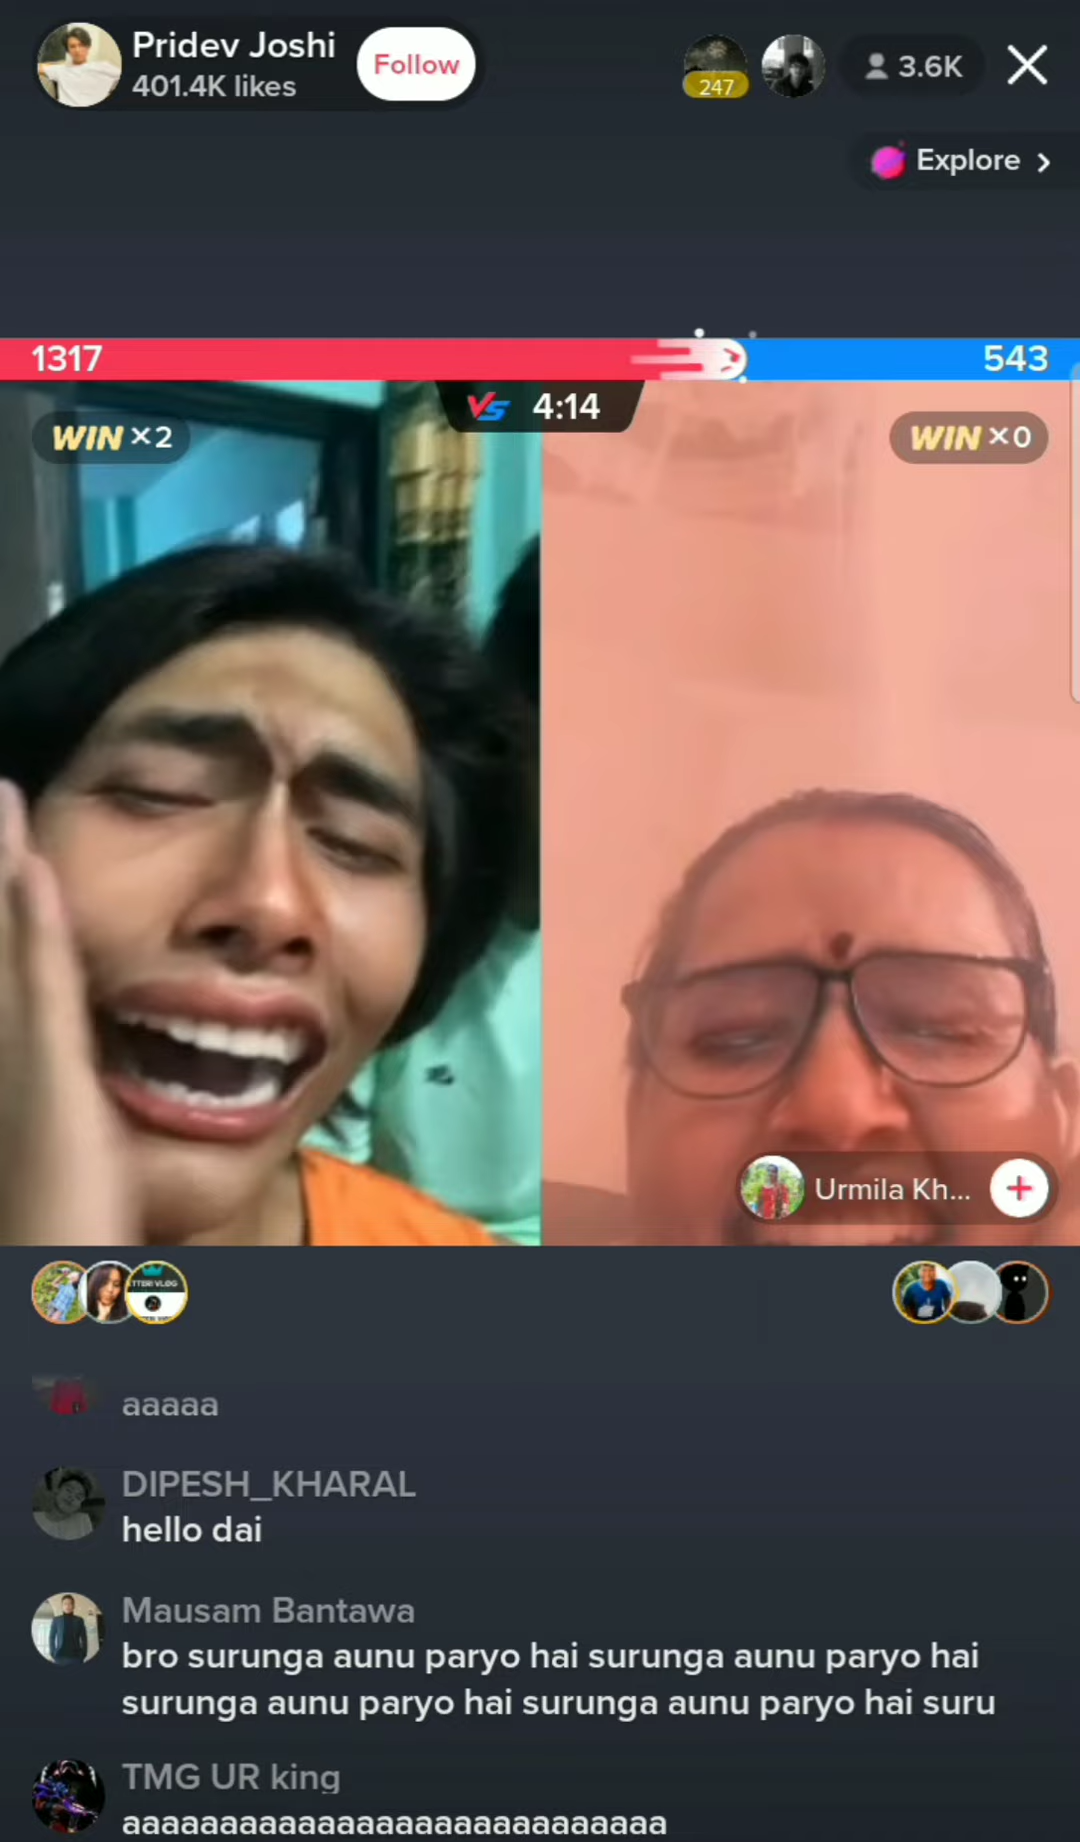 Pridev Joshi
401.4K likes
Follow
247
3.6K
Explore
1317
543
VS 4:14
WIN ×2
WIN ×0
Urmila Kh...
aaaaa
DIPESH_KHARAL
hello dai
Mausam Bantawa
bro surunga aunu paryo hai surunga aunu paryo hai
surunga aunu paryo hai surunga aunu paryo hai suru
TMG UR king
aaaaaaaaaaaaaaaaaaaaaaaaaaaa